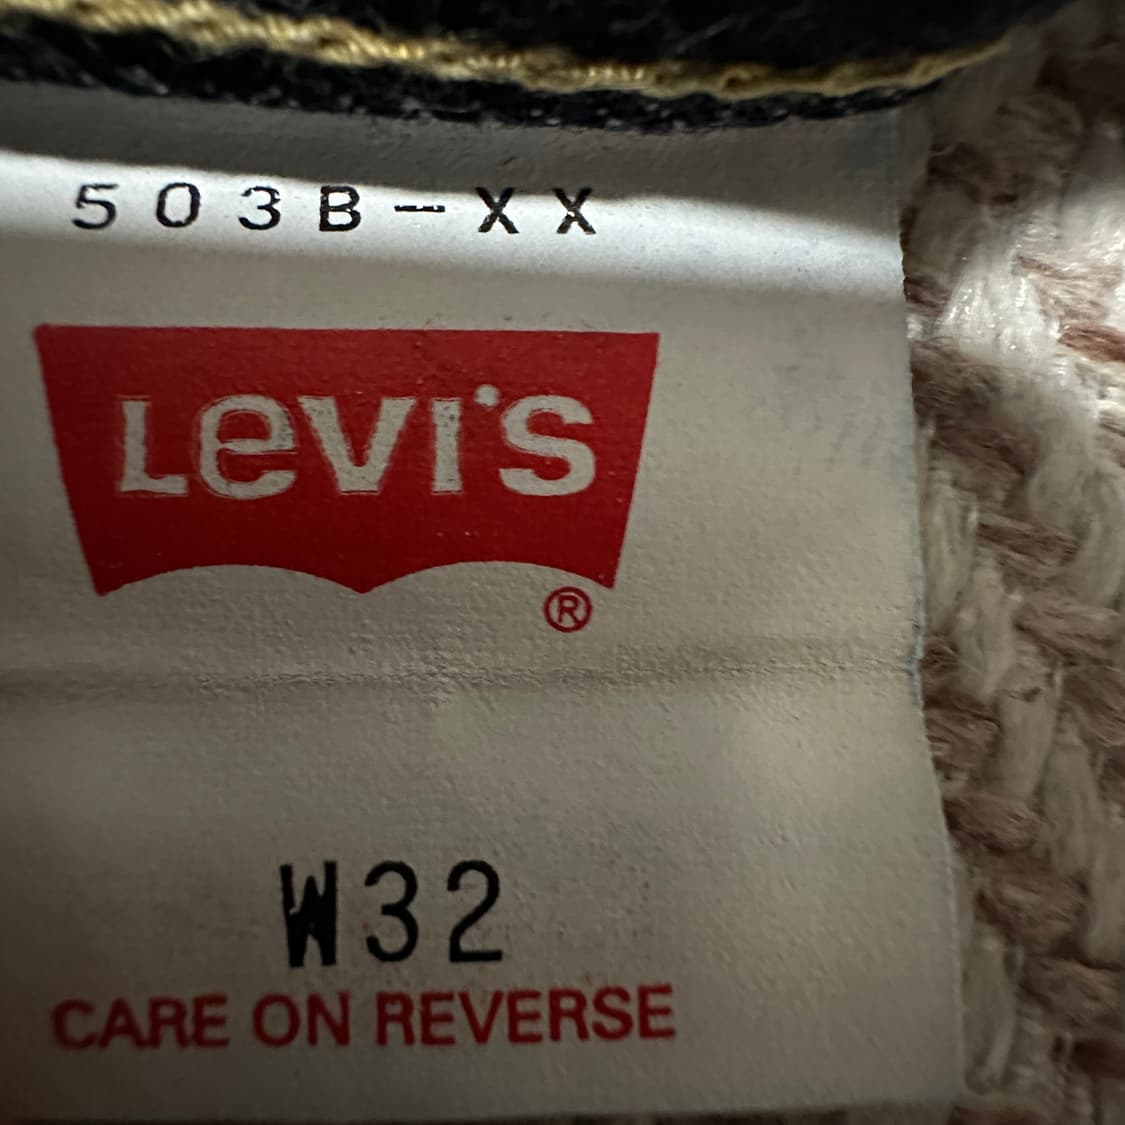 503B-XX
Levi's
®
W32
CARE ON REVERSE